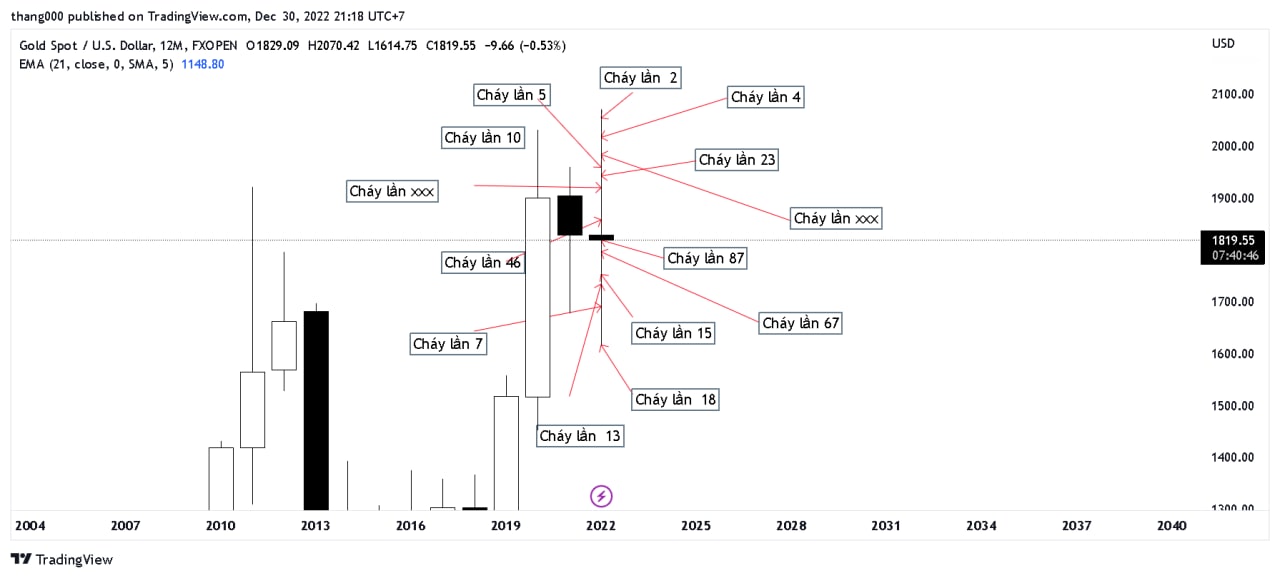 thang000 published on TradingView.com, Dec 30, 2022 21:18 UTC+7
Gold Spot / U.S. Dollar, 12M, FXOPEN O1829.09 H2070.42 L1614.75 C1819.55 −9.66 (−0.53%)
USD
EMA (21, close, 0, SMA, 5) 1148.80
Cháy lần 2
Cháy lần 5
Cháy lần 4
2100.00
Cháy lần 10
2000.00
Cháy lần 23
Cháy lần xxx
1900.00
Cháy lần xxx
1819.55
07:40:46
Cháy lần 87
Cháy lần 46
1700.00
Cháy lần 67
Cháy lần 15
Cháy lần 7
1600.00
Cháy lần 18
1500.00
Cháy lần 13
1400.00
1300.00
2004 2007 2010 2013 2016 2019 2022 2025 2028 2031 2034 2037 2040
TradingView